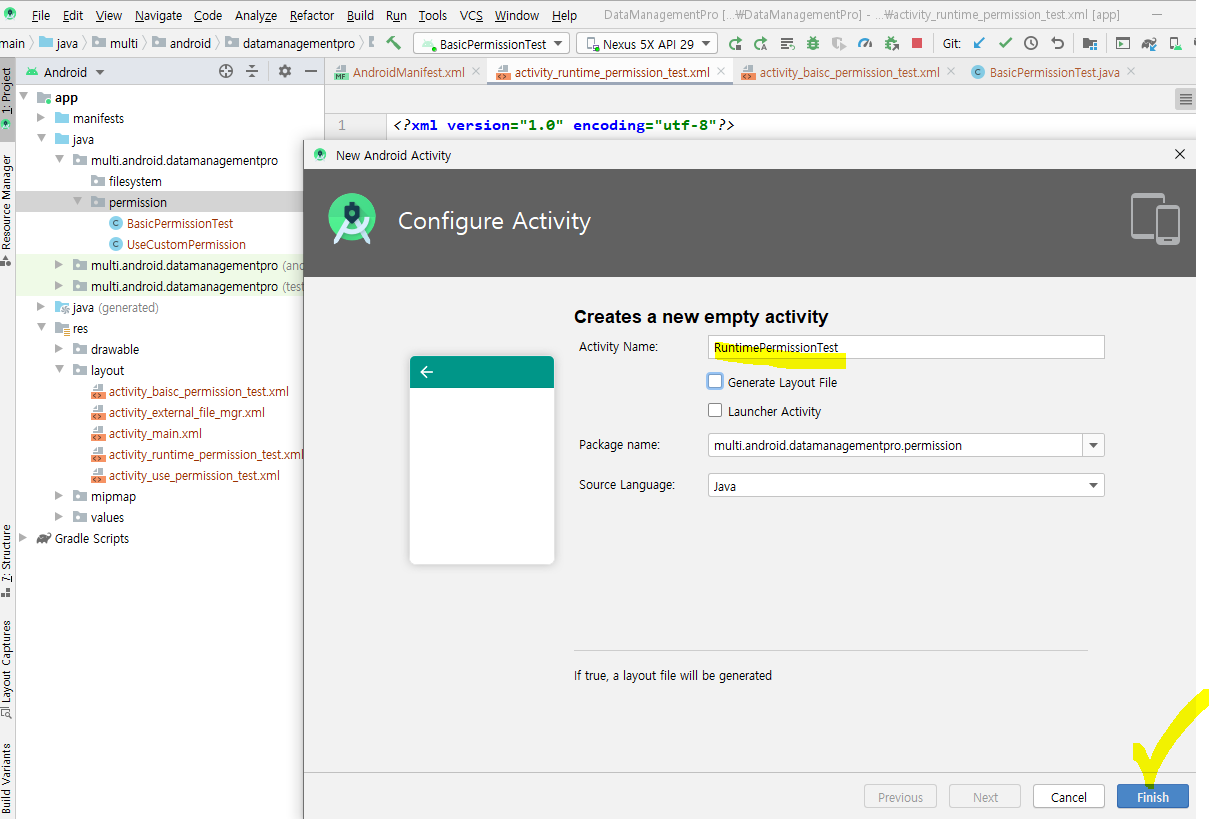 File Edit View Navigate Code Analyze Refactor Build Run Tools VCS Window Help DataManagementPro [...₩DataManagementPro] - ...₩activity_runtime_permission_test.xml [app]
main java multi android datamanagementpro BasicPermissionTest Nexus 5X API 29 Git:
1: Project
Resource Manager
7: Structure
Layout Captures
Build Variants
Android
AndroidManifest.xml activity_runtime_permission_test.xml activity_baisc_permission_test.xml BasicPermissionTest.java
app
manifests
java
multi.android.datamanagementpro
filesystem
permission
BasicPermissionTest
UseCustomPermission
multi.android.datamanagementpro (and
multi.android.datamanagementpro (test
java (generated)
res
drawable
layout
activity_baisc_permission_test.xml
activity_external_file_mgr.xml
activity_main.xml
activity_runtime_permission_test.xml
activity_use_permission_test.xml
mipmap
values
Gradle Scripts
1 <?xml version="1.0" encoding="utf-8"?>
New Android Activity
Configure Activity
Creates a new empty activity
Activity Name: RuntimePermissionTest
Generate Layout File
Launcher Activity
Package name: multi.android.datamanagementpro.permission
Source Language: Java
If true, a layout file will be generated
Previous Next Cancel Finish